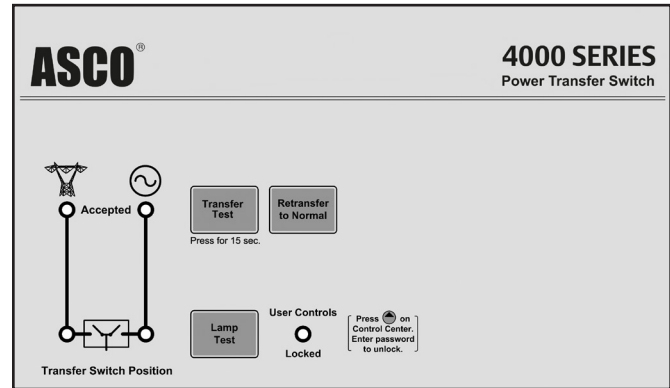 ASCO®
4000 SERIES
Power Transfer Switch
Accepted
Transfer
Test
Retransfer
to Normal
Press for 15 sec.
Lamp
Test
User Controls
Locked
Press on
Control Center.
Enter password
to unlock.
Transfer Switch Position